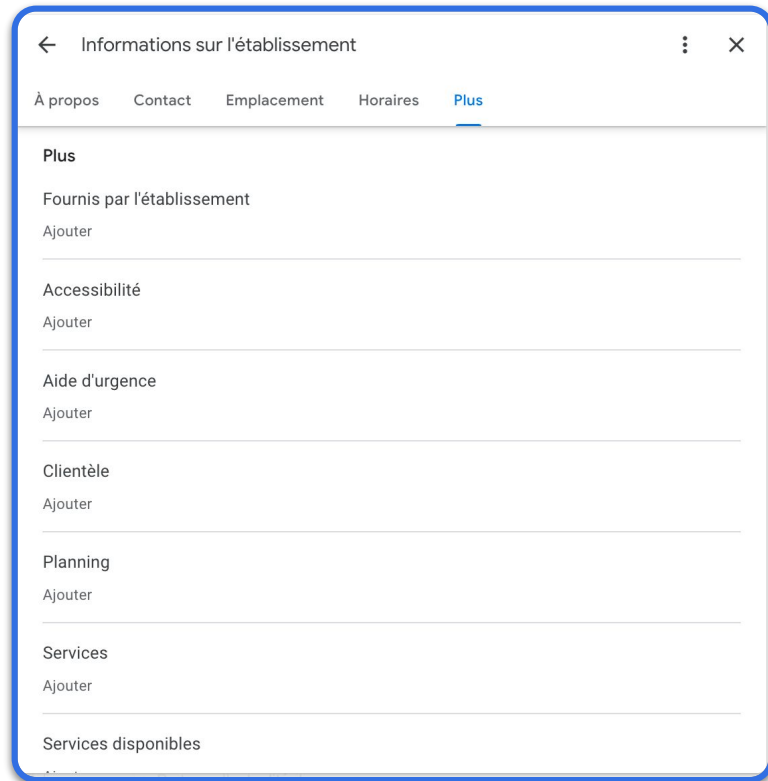 Informations sur l'établissement
À propos Contact Emplacement Horaires Plus
Plus
Fournis par l'établissement
Ajouter
Accessibilité
Ajouter
Aide d'urgence
Ajouter
Clientèle
Ajouter
Planning
Ajouter
Services
Ajouter
Services disponibles